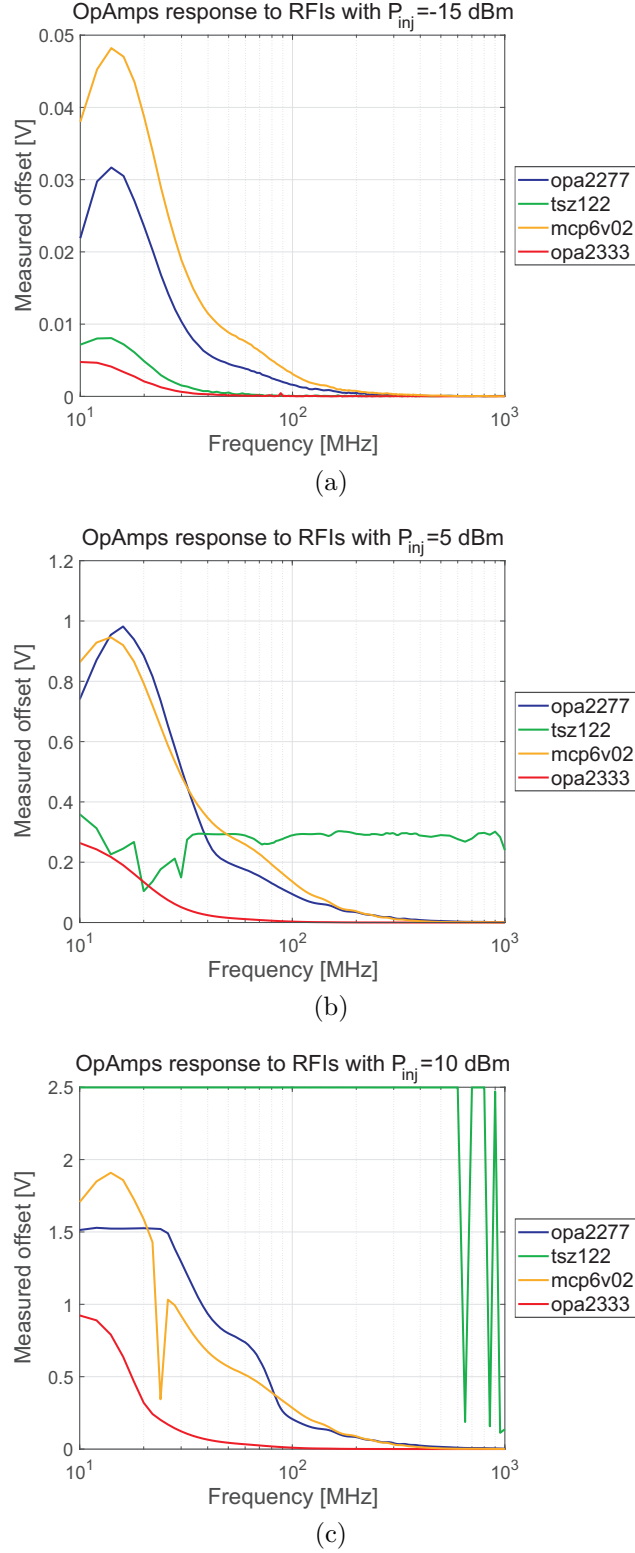 OpAmps response to RFIs with P_inj=-15 dBm
0.05
0.04
0.03
0.02
0.01
0
Measured offset [V]
10^1
10^2
10^3
Frequency [MHz]
opa2277
tsz122
mcp6v02
opa2333
(a)
OpAmps response to RFIs with P_inj=5 dBm
1.2
1
0.8
0.6
0.4
0.2
0
Measured offset [V]
10^1
10^2
10^3
Frequency [MHz]
opa2277
tsz122
mcp6v02
opa2333
(b)
OpAmps response to RFIs with P_inj=10 dBm
2.5
2
1.5
1
0.5
0
Measured offset [V]
10^1
10^2
10^3
Frequency [MHz]
opa2277
tsz122
mcp6v02
opa2333
(c)